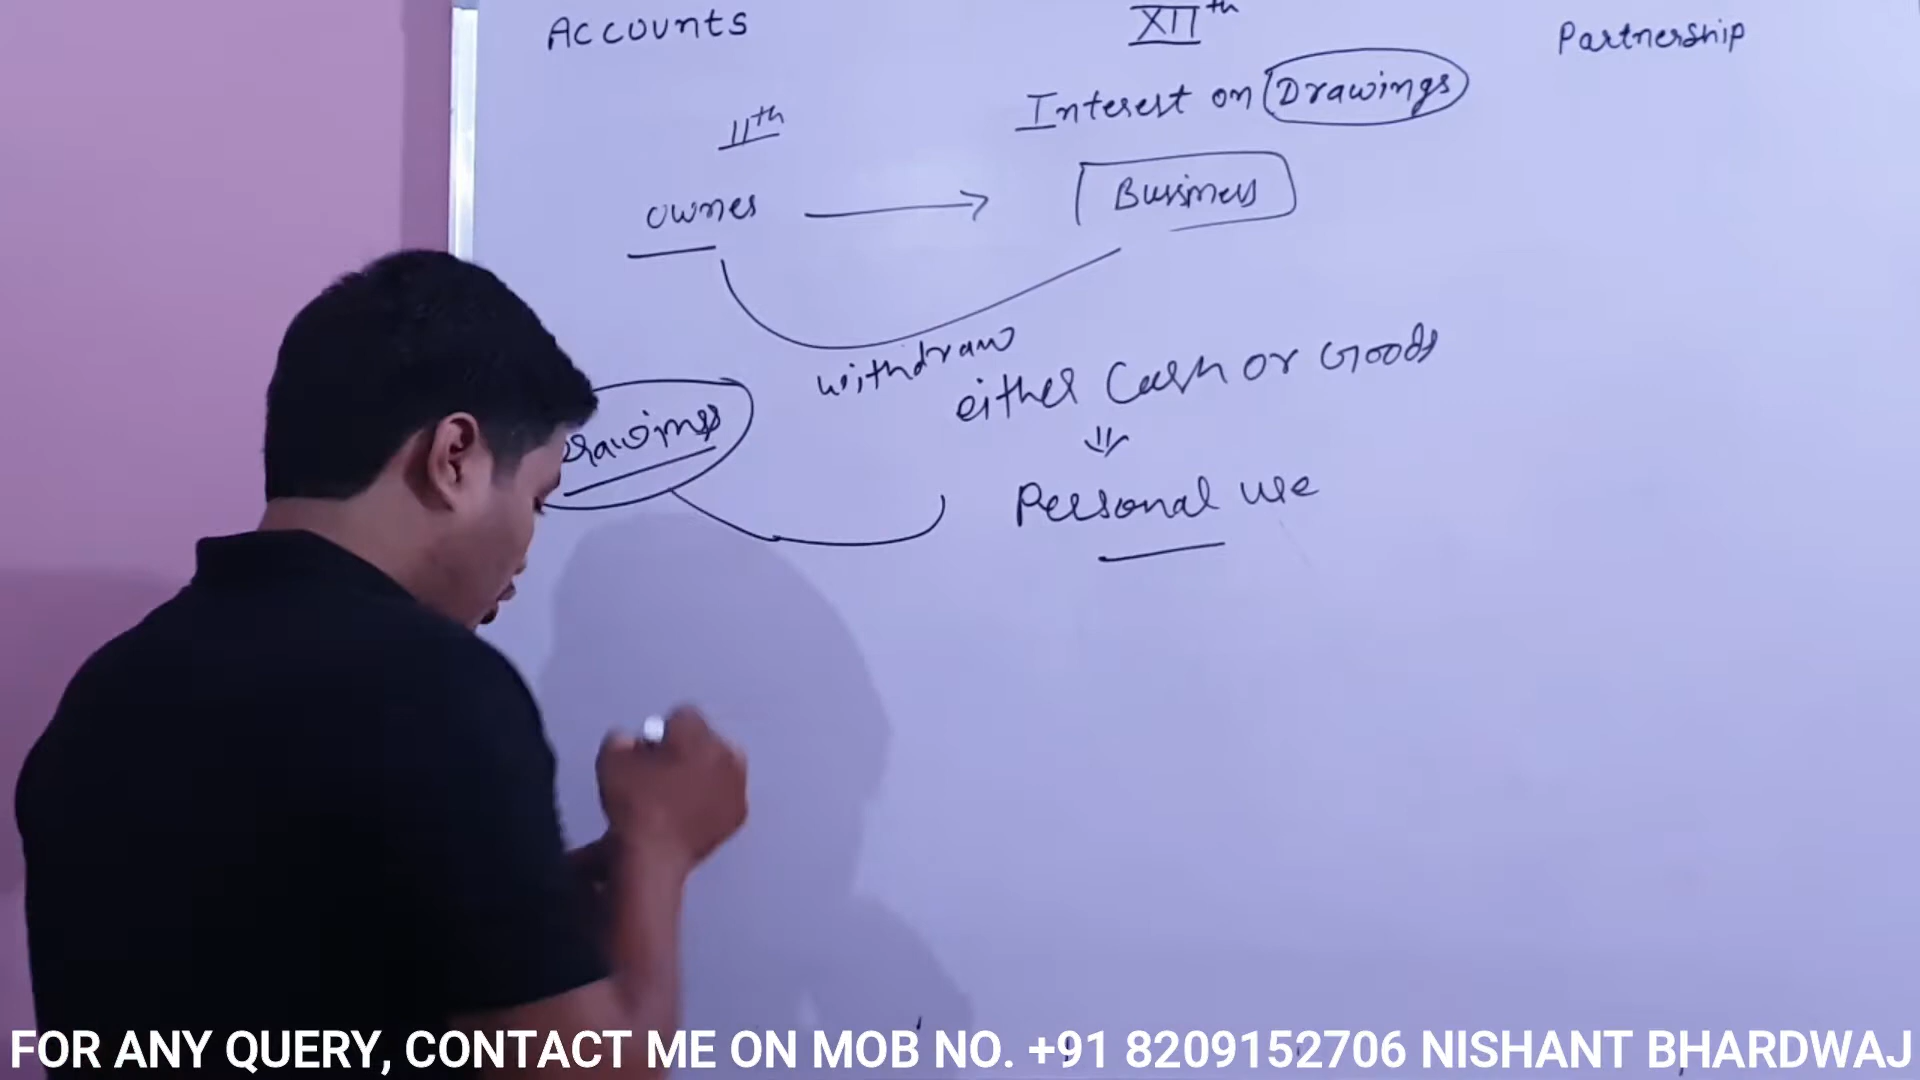 Accounts XIIth Partnership
Interest on Drawings
11th
owner Business
withdraw either Cash or Goods
rawings
Personal use
FOR ANY QUERY, CONTACT ME ON MOB NO. +91 8209152706 NISHANT BHARDWAJ